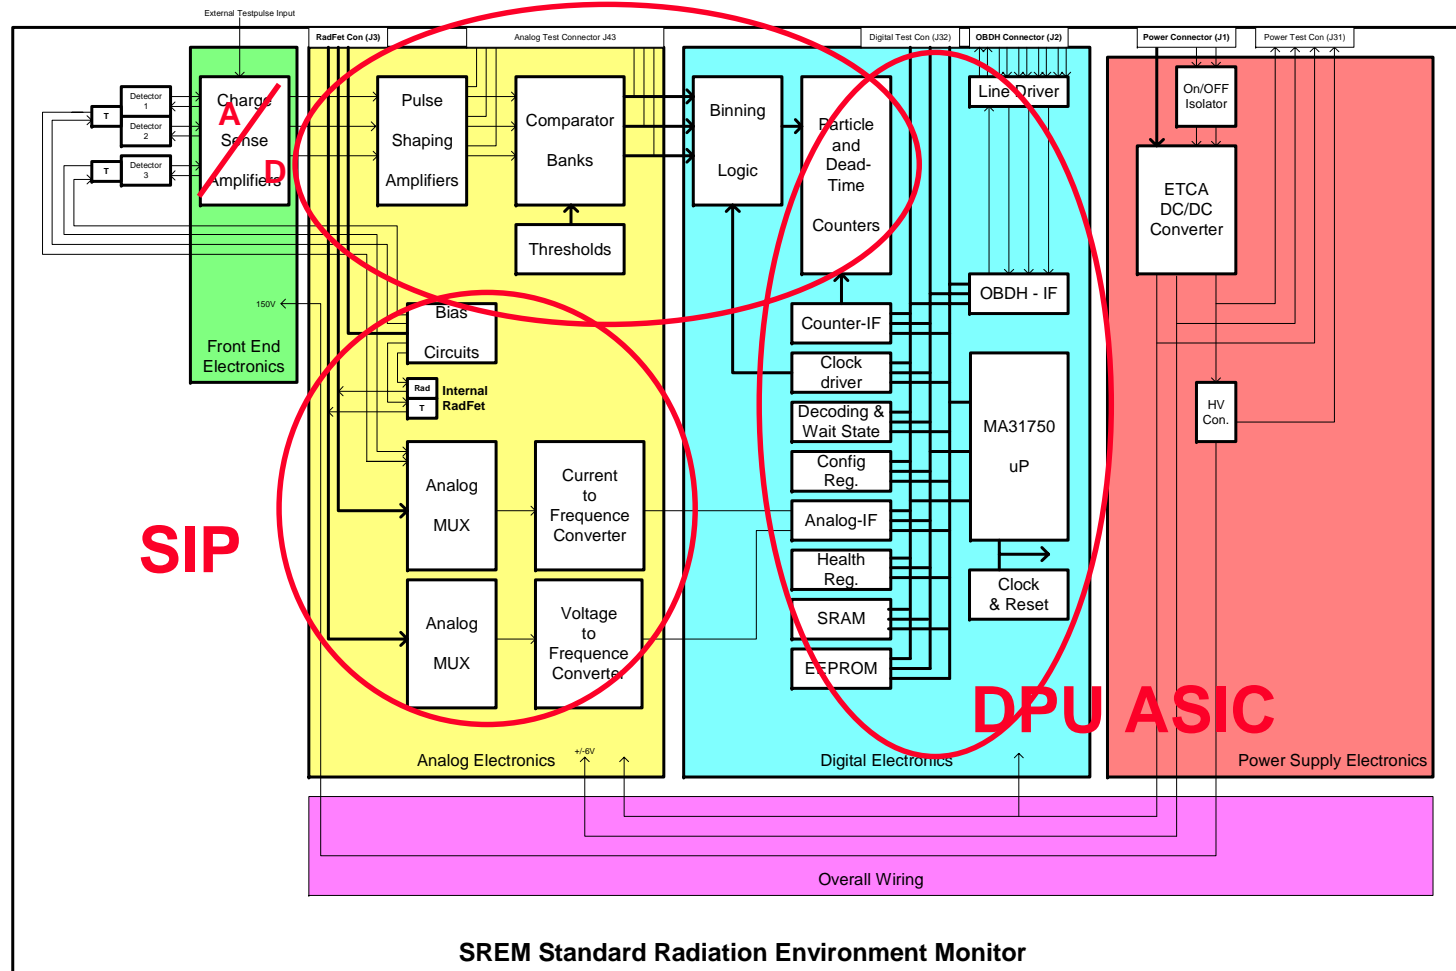 External Testpulse Input
RadFet Con (J3)
Analog Test Connector J43
Digital Test Con (J32)
OBDH Connector (J2)
Power Connector (J1)
Power Test Con (J31)
Detector
1
T
Detector
2
Detector
3
T
Charge
Sense
Amplifiers
A
D
Pulse
Shaping
Amplifiers
Comparator
Banks
Thresholds
Binning
Logic
Particle
and
Dead-
Time
Counters
Line Driver
On/OFF
Isolator
ETCA
DC/DC
Converter
150V
Front End
Electronics
Bias
Circuits
Rad
T
Internal
RadFet
Counter-IF
OBDH - IF
Clock
driver
Decoding &
Wait State
Config
Reg.
Analog-IF
Health
Reg.
SRAM
EEPROM
MA31750
uP
Clock
& Reset
HV
Con.
Analog
MUX
Current
to
Frequence
Converter
Analog
MUX
Voltage
to
Frequence
Converter
SIP
DPU ASIC
+/-6V
Analog Electronics
Digital Electronics
Power Supply Electronics
Overall Wiring
SREM Standard Radiation Environment Monitor